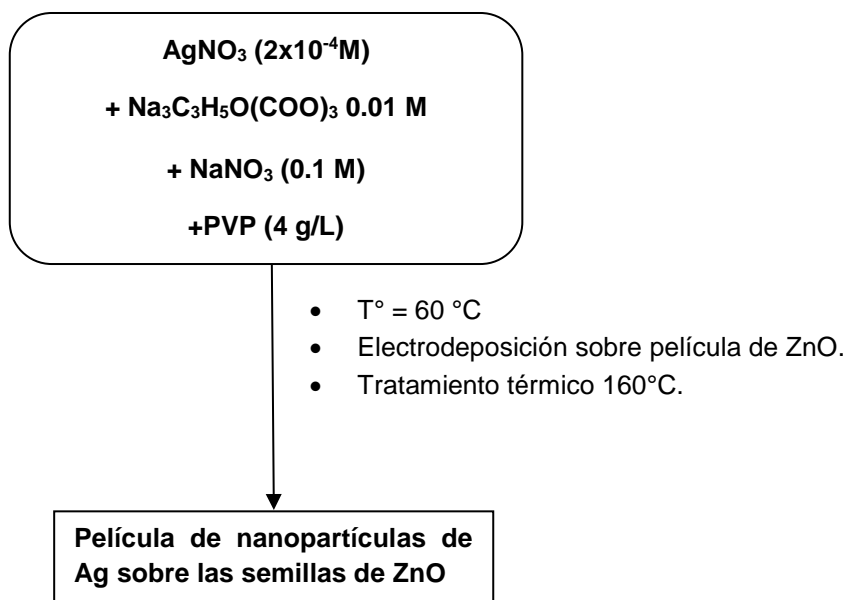 AgNO₃ (2x10⁻⁴M)
+ Na₃C₃H₅O(COO)₃ 0.01 M
+ NaNO₃ (0.1 M)
+PVP (4 g/L)
• T° = 60 °C
• Electrodeposición sobre película de ZnO.
• Tratamiento térmico 160°C.
Película de nanopartículas de
Ag sobre las semillas de ZnO